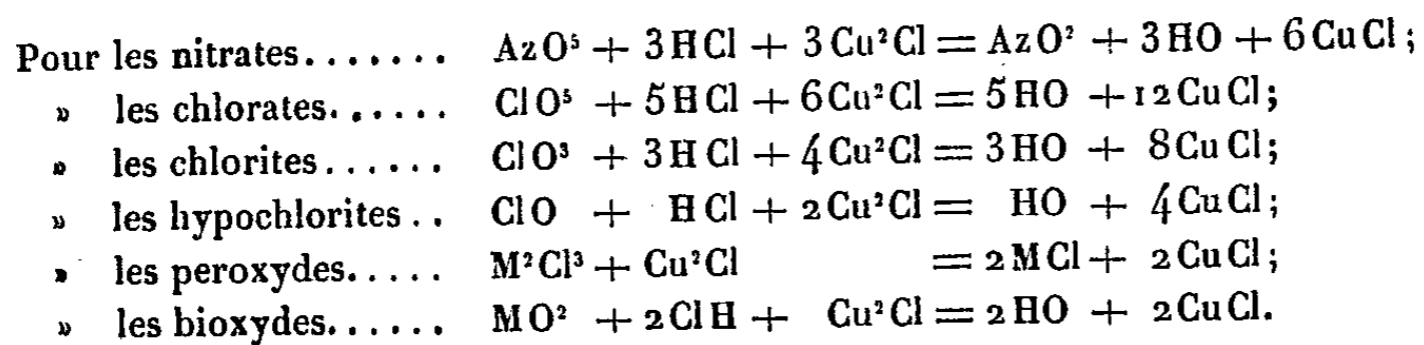 Pour les nitrates....... AzO⁵ + 3HCl + 3Cu²Cl = AzO² + 3HO + 6CuCl;
» les chlorates...... ClO⁵ + 5HCl + 6Cu²Cl = 5HO + 12CuCl;
» les chlorites...... ClO³ + 3HCl + 4Cu²Cl = 3HO + 8CuCl;
» les hypochlorites.. ClO + HCl + 2Cu²Cl = HO + 4CuCl;
» les peroxydes..... M²Cl³ + Cu²Cl = 2MCl + 2CuCl;
» les bioxydes...... MO² + 2ClH + Cu²Cl = 2HO + 2CuCl.